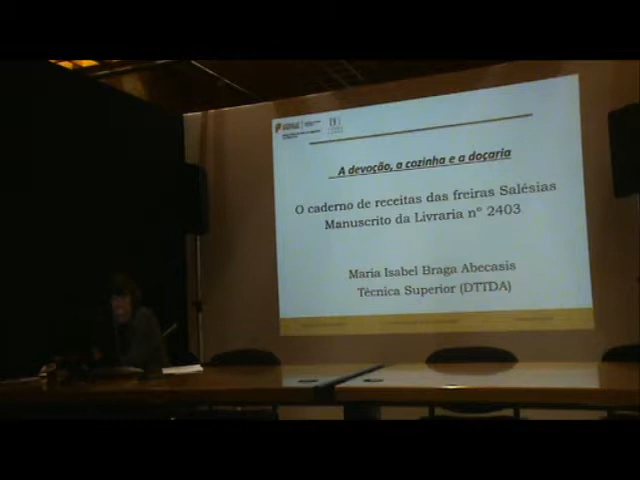 A devoção, a cozinha e a doçaria
O caderno de receitas das freiras Salésias
Manuscrito da Livraria nº 2403
Maria Isabel Braga Abecasis
Técnica Superior (DTTDA)